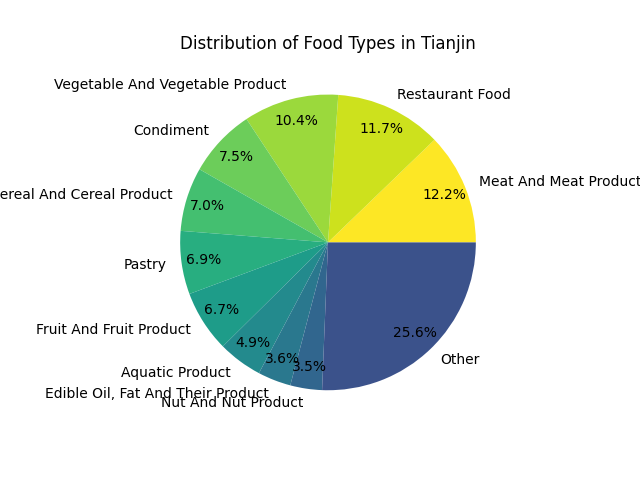 Distribution of Food Types in Tianjin
Vegetable And Vegetable Product
Restaurant Food
10.4%
11.7%
Condiment
7.5%
Meat And Meat Product
12.2%
ereal And Cereal Product
7.0%
Pastry
6.9%
Fruit And Fruit Product
6.7%
25.6%
Other
4.9%
Aquatic Product
3.6%
Edible Oil, Fat And Their Product
3.5%
Nut And Nut Product